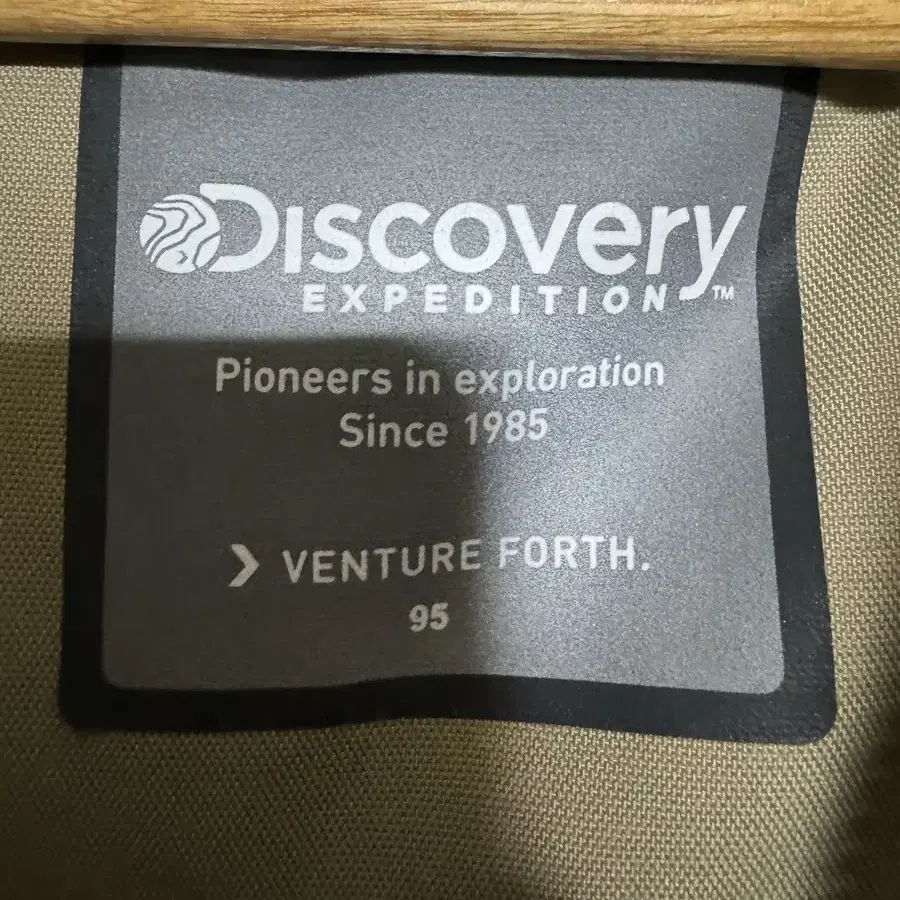 DISCOVERY
EXPEDITION™
Pioneers in exploration
Since 1985
❯ VENTURE FORTH.
95